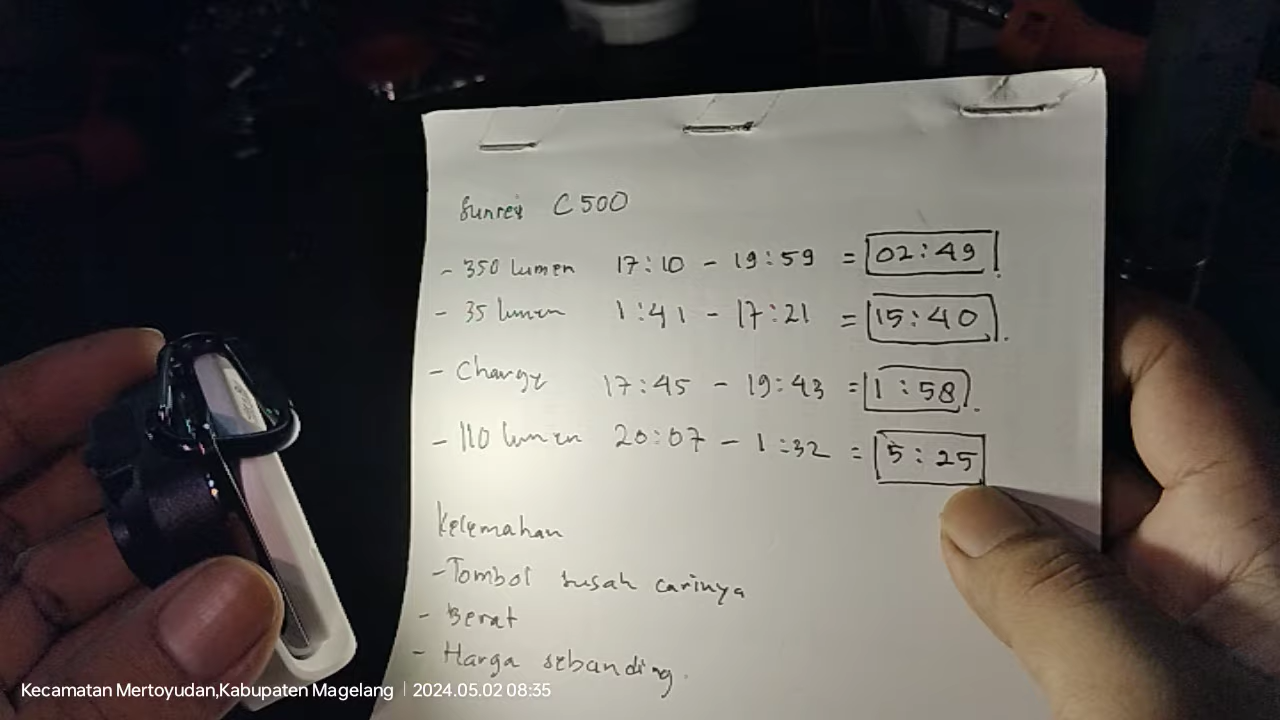 Sunrei C500
- 350 lumen 17:10 - 19:59 = 02:49
- 35 lumen 1:41 - 17:21 = 15:40
- Charge 17:45 - 19:43 = 1:58
- 110 lumen 20:07 - 1:32 = 5:25
Kelemahan
- Tombol susah carinya
- Berat
- Harga sebanding.
Kecamatan Mertoyudan,Kabupaten Magelang | 2024.05.02 08:35